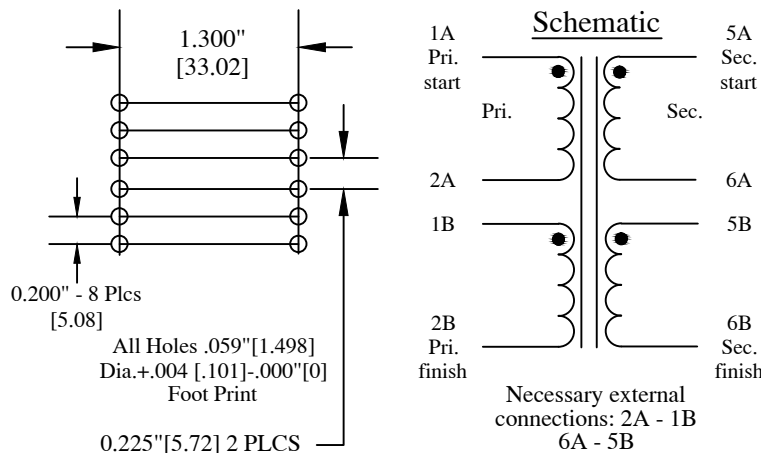 1.300"
[33.02]
0.200" - 8 Plcs
[5.08]
All Holes .059"[1.498]
Dia.+.004 [.101]-.000"[0]
Foot Print
0.225"[5.72] 2 PLCS
Schematic
1A
Pri.
start
5A
Sec.
start
Pri.
Sec.
2A
6A
1B
5B
2B
Pri.
finish
6B
Sec.
finish
Necessary external
connections: 2A - 1B
6A - 5B